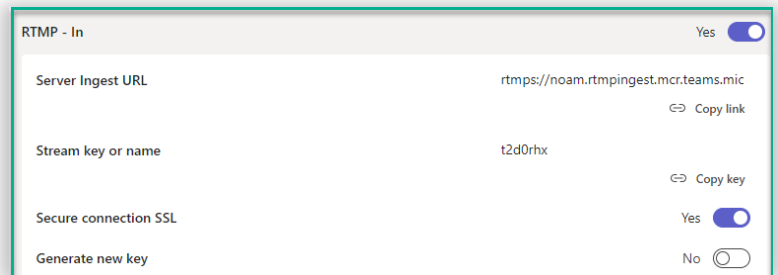 RTMP - In Yes
Server Ingest URL rtmps://noam.rtmpingest.mcr.teams.mic
Copy link
Stream key or name t2d0rhx
Copy key
Secure connection SSL Yes
Generate new key No